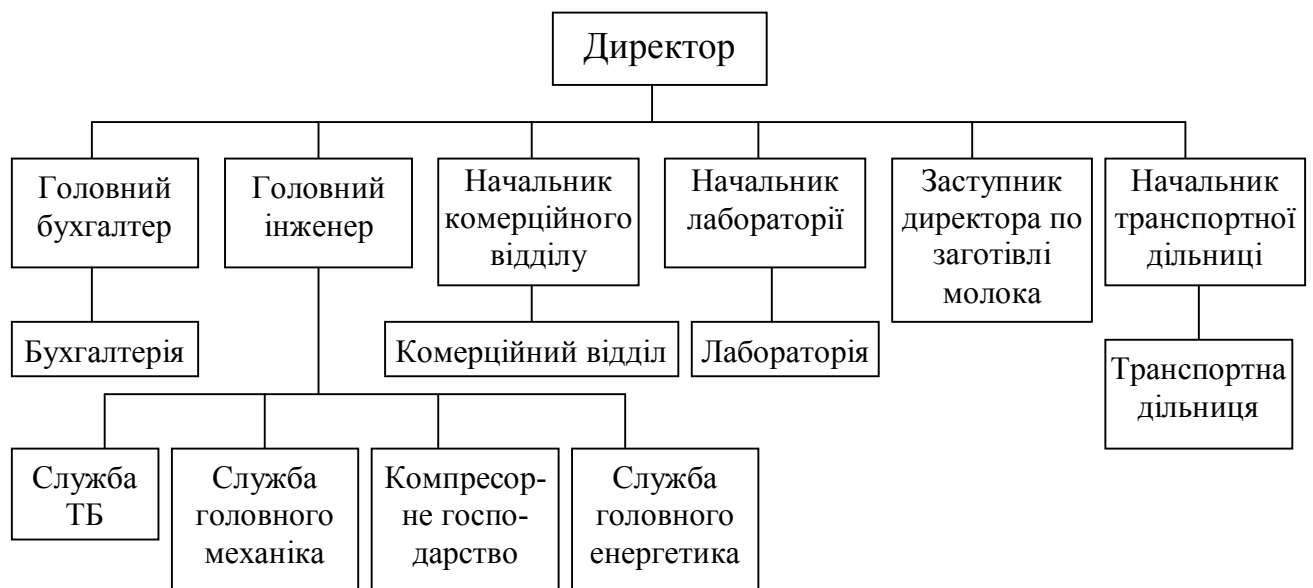 Директор
Головний
бухгалтер
Головний
інженер
Начальник
комерційного
відділу
Начальник
лабораторії
Заступник
директора по
заготівлі
молока
Начальник
транспортної
дільниці
Бухгалтерія
Комерційний відділ
Лабораторія
Транспортна
дільниця
Служба
ТБ
Служба
головного
механіка
Компресор-
не госпо-
дарство
Служба
головного
енергетика